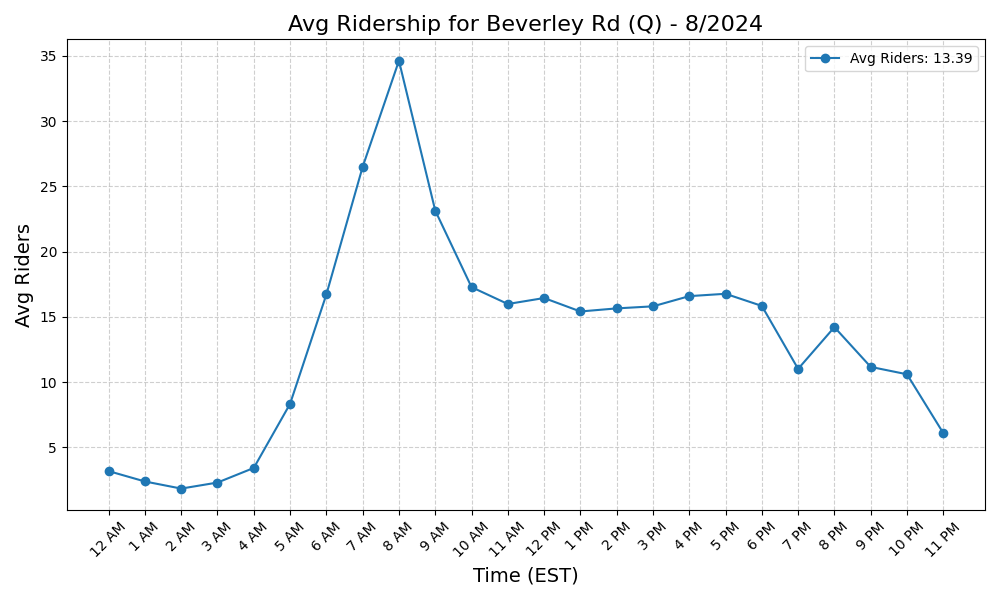 Avg Ridership for Beverley Rd (Q) - 8/2024
Avg Riders: 13.39
Avg Riders
35
30
25
20
15
10
5
12 AM
1 AM
2 AM
3 AM
4 AM
5 AM
6 AM
7 AM
8 AM
9 AM
10 AM
11 AM
12 PM
1 PM
2 PM
3 PM
4 PM
5 PM
6 PM
7 PM
8 PM
9 PM
10 PM
11 PM
Time (EST)